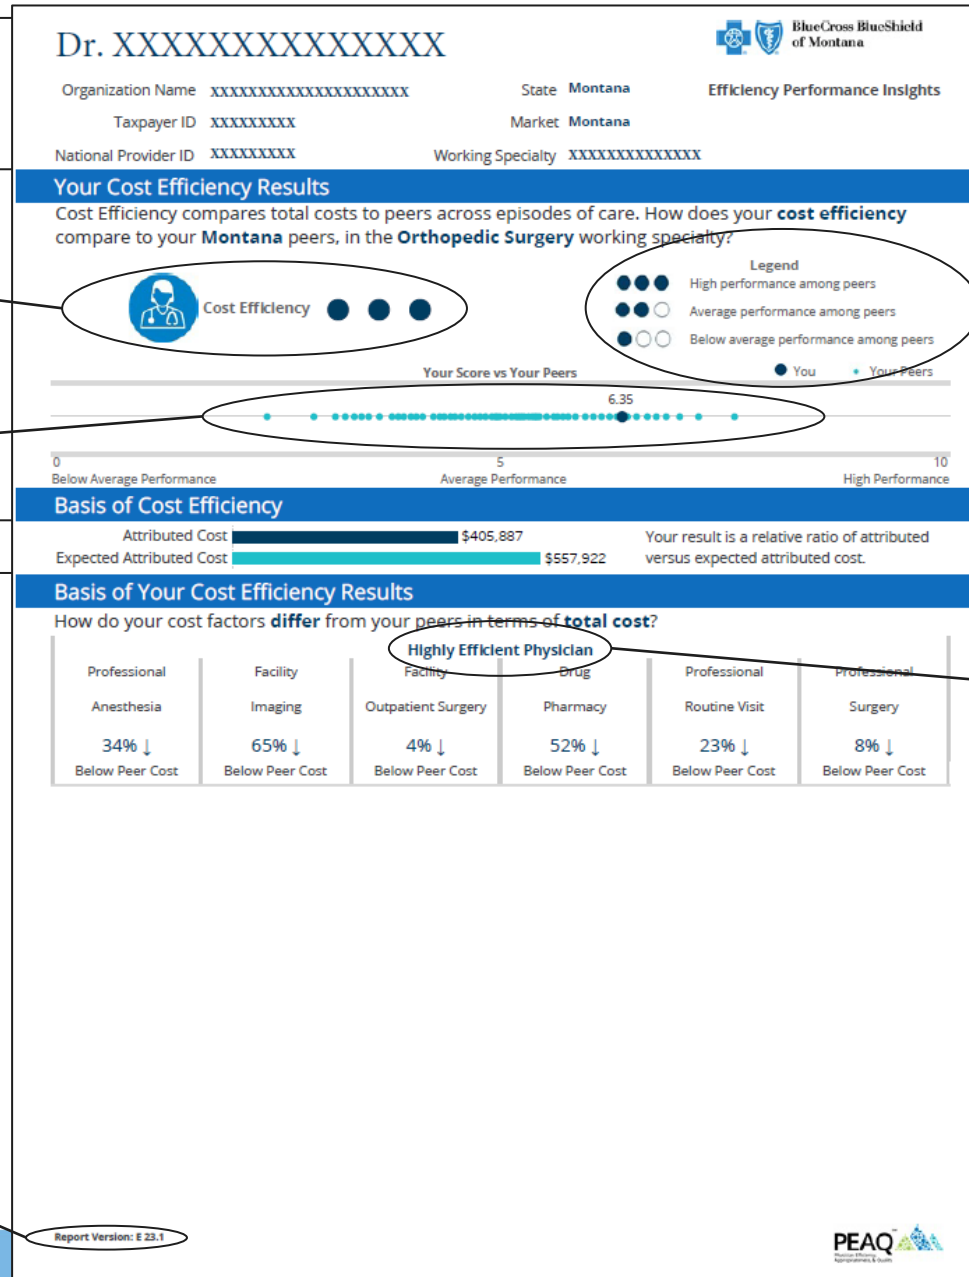 Dr. XXXXXXXXXXXXXX
BlueCross BlueShield
of Montana
Organization Name XXXXXXXXXXXXXXXXXXXXX State Montana Efficiency Performance Insights
Taxpayer ID XXXXXXXXX Market Montana
National Provider ID XXXXXXXXX Working Specialty XXXXXXXXXXXXXX
Your Cost Efficiency Results
Cost Efficiency compares total costs to peers across episodes of care. How does your cost efficiency
compare to your Montana peers, in the Orthopedic Surgery working specialty?
Cost Efficiency
Legend
High performance among peers
Average performance among peers
Below average performance among peers
Your Score vs Your Peers
You Your Peers
6.35
0 5 10
Below Average Performance Average Performance High Performance
Basis of Cost Efficiency
Attributed Cost $405,887
Expected Attributed Cost $557,922
Your result is a relative ratio of attributed
versus expected attributed cost.
Basis of Your Cost Efficiency Results
How do your cost factors differ from your peers in terms of total cost?
Highly Efficient Physician
Professional Facility Facility Drug Professional Professional
Anesthesia Imaging Outpatient Surgery Pharmacy Routine Visit Surgery
34% ↓ 65% ↓ 4% ↓ 52% ↓ 23% ↓ 8% ↓
Below Peer Cost Below Peer Cost Below Peer Cost Below Peer Cost Below Peer Cost Below Peer Cost
Report Version: E 23.1
PEAQ
Physician Efficiency,
Appropriateness, & Quality